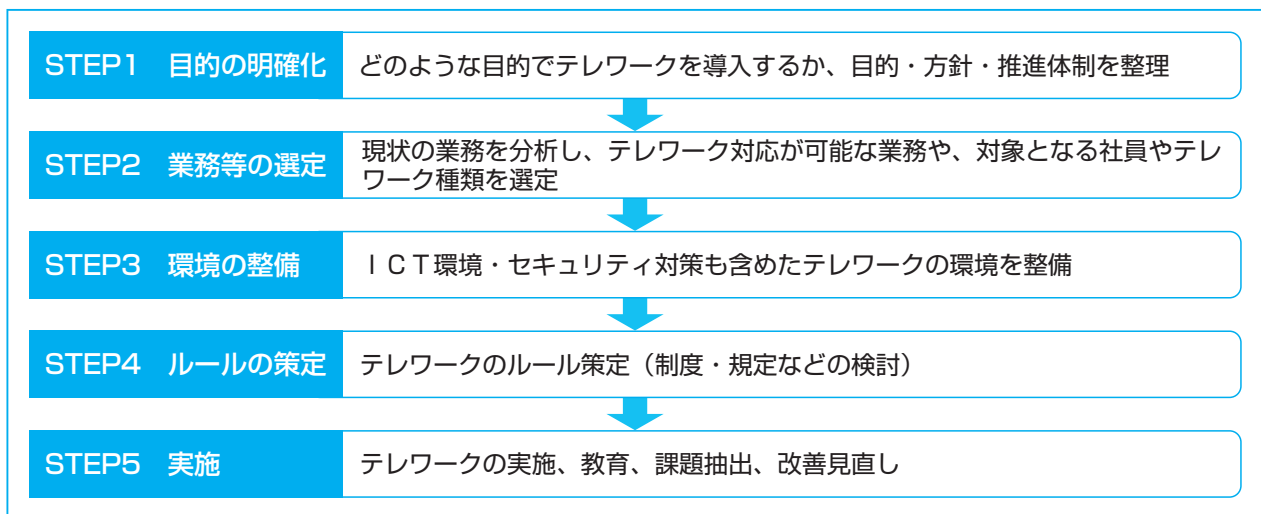 STEP1　目的の明確化
どのような目的でテレワークを導入するか、目的・方針・推進体制を整理
STEP2　業務等の選定
現状の業務を分析し、テレワーク対応が可能な業務や、対象となる社員やテレ
ワーク種類を選定
STEP3　環境の整備
ＩＣＴ環境・セキュリティ対策も含めたテレワークの環境を整備
STEP4　ルールの策定
テレワークのルール策定（制度・規定などの検討）
STEP5　実施
テレワークの実施、教育、課題抽出、改善見直し